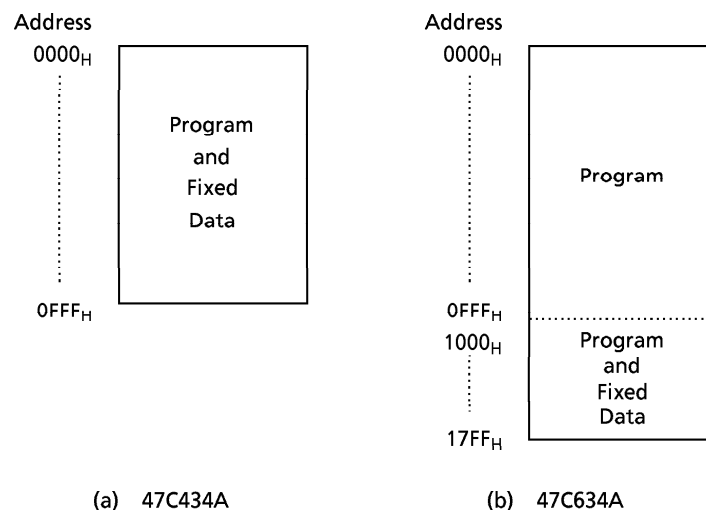 Address
0000H
Program
and
Fixed
Data
0FFFH
(a) 47C434A
Address
0000H
Program
0FFFH
1000H
Program
and
Fixed
Data
17FFH
(b) 47C634A